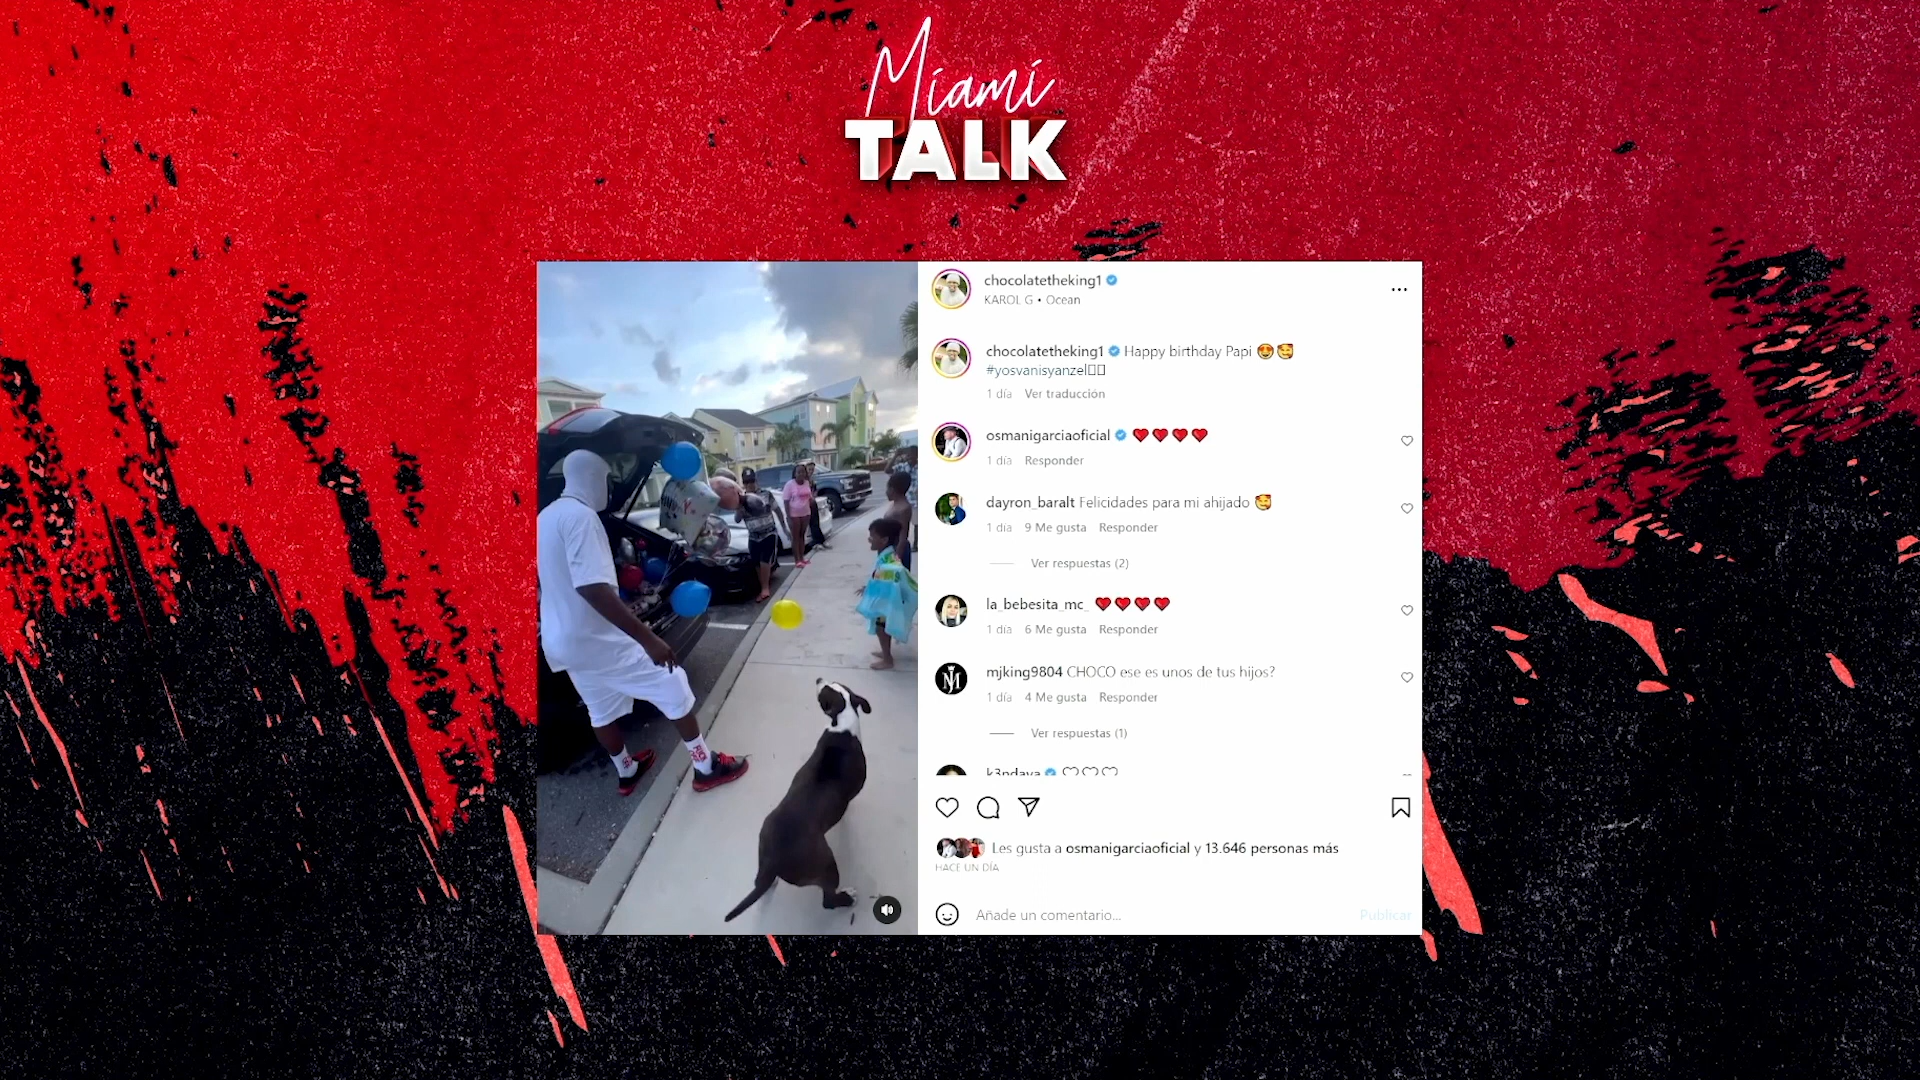 Miami
TALK
chocolatetheking1
KAROL G • Ocean
chocolatetheking1 Happy birthday Papi 😍🥰
#yosvanisyanzel
1 día Ver traducción
osmanigarciaoficial ❤❤❤❤
1 día Responder
dayron_baralt Felicidades para mi ahijado 🥰
1 día 9 Me gusta Responder
Ver respuestas (2)
la_bebesita_mc_ ❤❤❤❤
1 día 6 Me gusta Responder
mjking9804 CHOCO ese es unos de tus hijos?
1 día 4 Me gusta Responder
Ver respuestas (1)
k3ndaya ♡♡♡
Les gusta a osmanigarciaoficial y 13.646 personas más
HACE UN DÍA
Añade un comentario...
Publicar